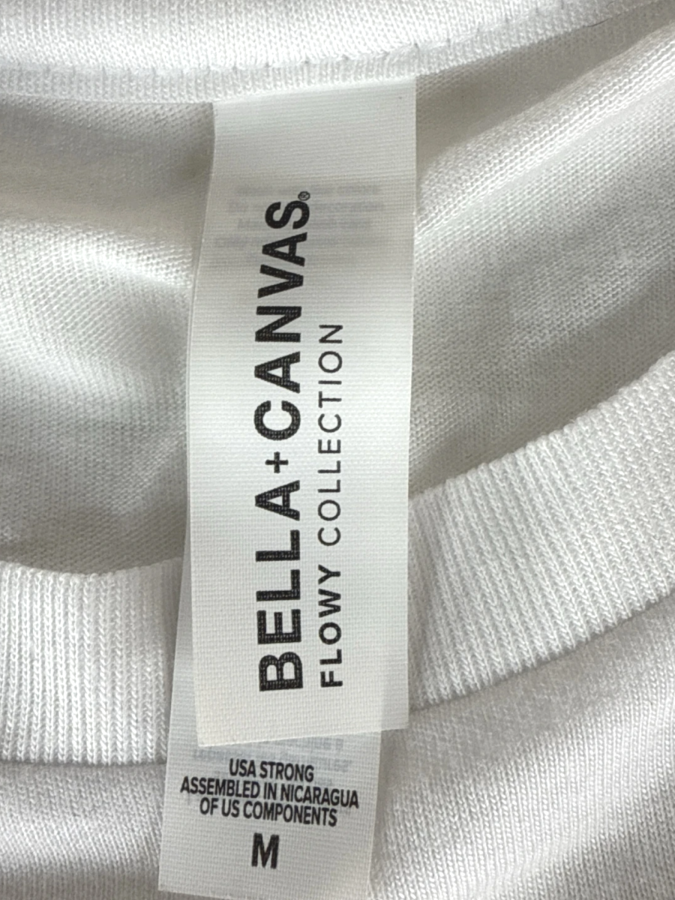 BELLA+CANVAS®
FLOWY COLLECTION
USA STRONG
ASSEMBLED IN NICARAGUA
OF US COMPONENTS
M